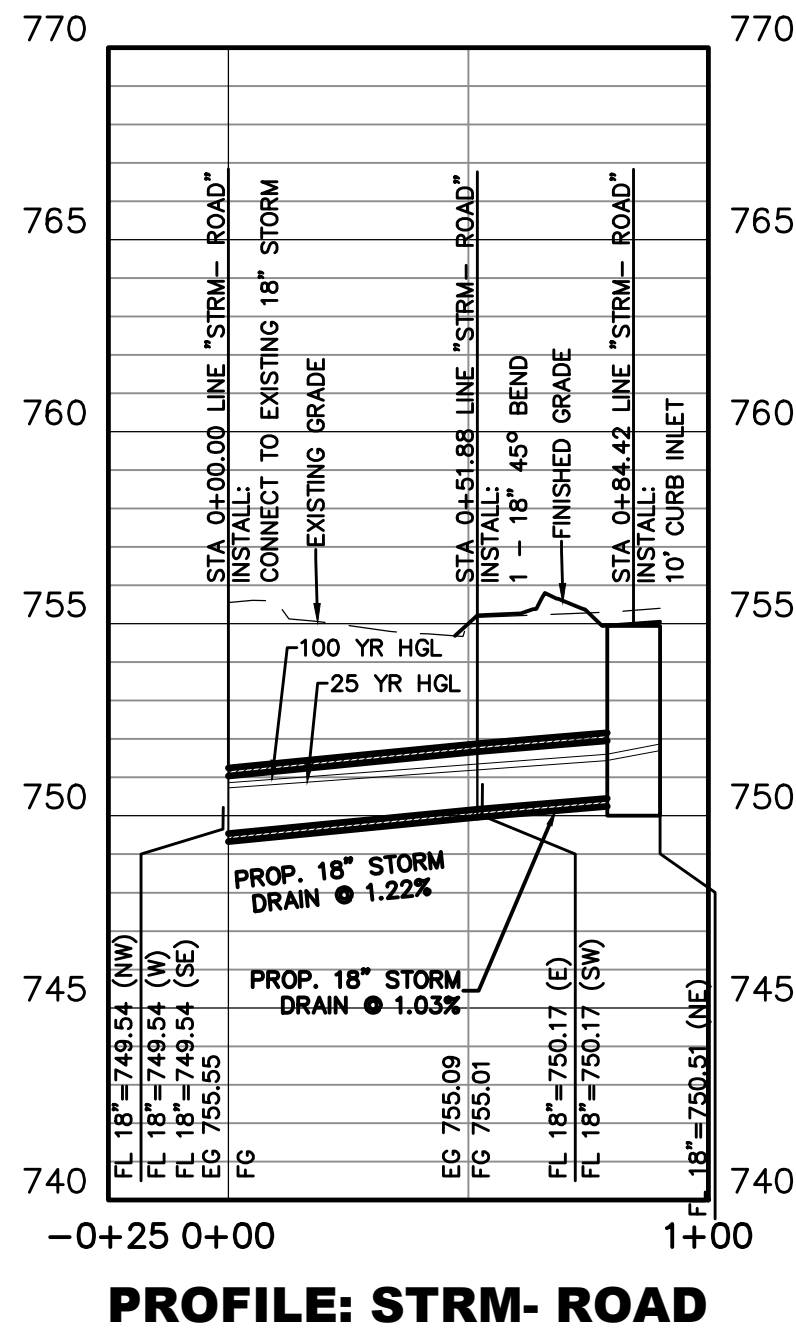 770
770
765
765
760
760
755
755
750
750
745
745
740
740
STA 0+00.00 LINE "STRM- ROAD"
INSTALL:
CONNECT TO EXISTING 18" STORM
EXISTING GRADE
STA 0+51.88 LINE "STRM- ROAD"
INSTALL:
1 - 18" 45° BEND
FINISHED GRADE
STA 0+84.42 LINE "STRM- ROAD"
INSTALL:
10' CURB INLET
100 YR HGL
25 YR HGL
PROP. 18" STORM
DRAIN @ 1.22%
PROP. 18" STORM
DRAIN @ 1.03%
FL 18"=749.54 (NW)
FL 18"=749.54 (W)
FL 18"=749.54 (SE)
EG 755.55
FG
EG 755.09
FG 755.01
FL 18"=750.17 (E)
FL 18"=750.17 (SW)
FL 18"=750.51 (NE)
-0+25 0+00
1+00
PROFILE: STRM- ROAD